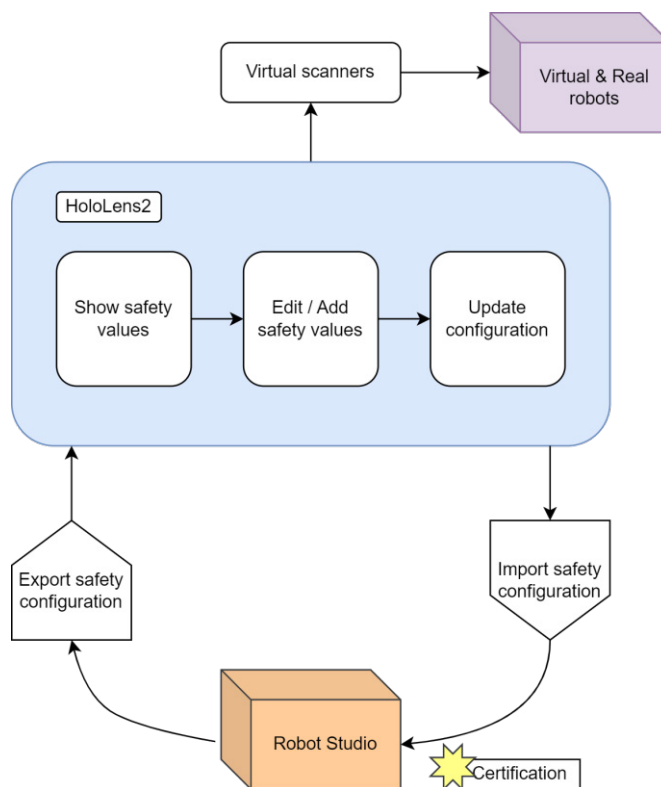 Virtual scanners
Virtual & Real
robots
HoloLens2
Show safety
values
Edit / Add
safety values
Update
configuration
Export safety
configuration
Import safety
configuration
Robot Studio
Certification